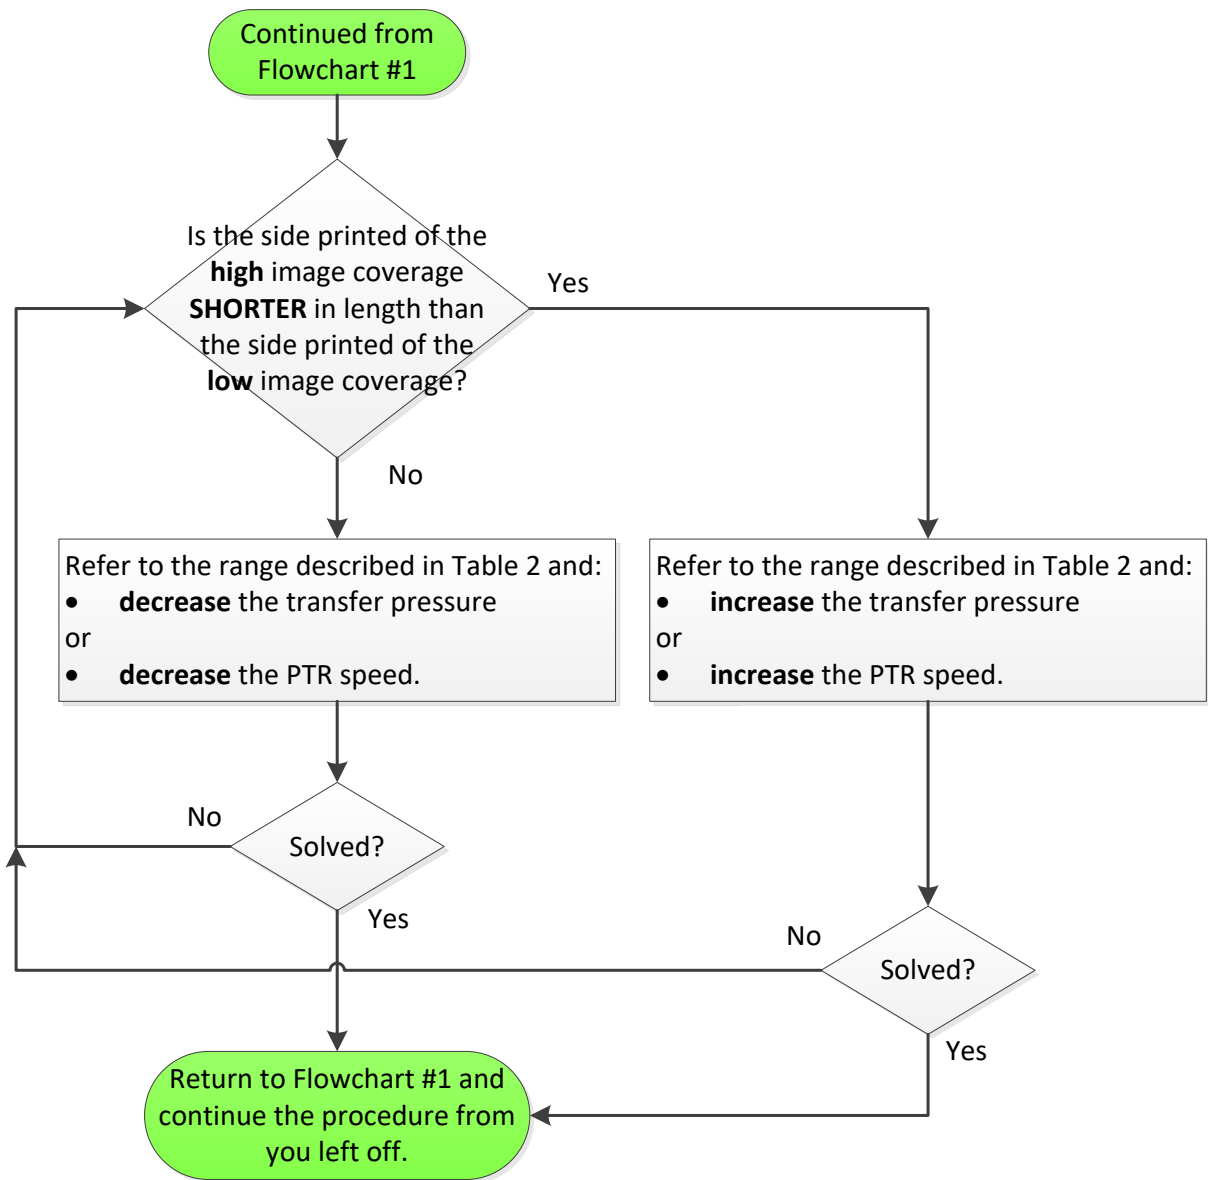 Continued from
Flowchart #1
Is the side printed of the
high image coverage
SHORTER in length than
the side printed of the
low image coverage?
Yes
No
Refer to the range described in Table 2 and:
• decrease the transfer pressure
or
• decrease the PTR speed.
Refer to the range described in Table 2 and:
• increase the transfer pressure
or
• increase the PTR speed.
No
Solved?
Yes
No
Solved?
Yes
Return to Flowchart #1 and
continue the procedure from
you left off.